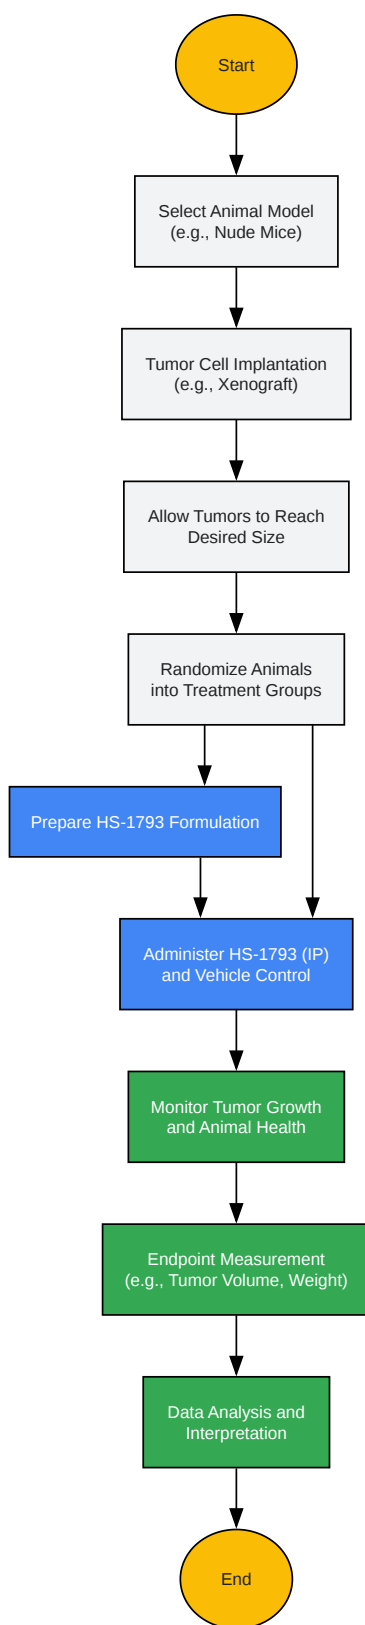 Start
Select Animal Model
(e.g., Nude Mice)
Tumor Cell Implantation
(e.g., Xenograft)
Allow Tumors to Reach
Desired Size
Randomize Animals
into Treatment Groups
Prepare HS-1793 Formulation
Administer HS-1793 (IP)
and Vehicle Control
Monitor Tumor Growth
and Animal Health
Endpoint Measurement
(e.g., Tumor Volume, Weight)
Data Analysis and
Interpretation
End